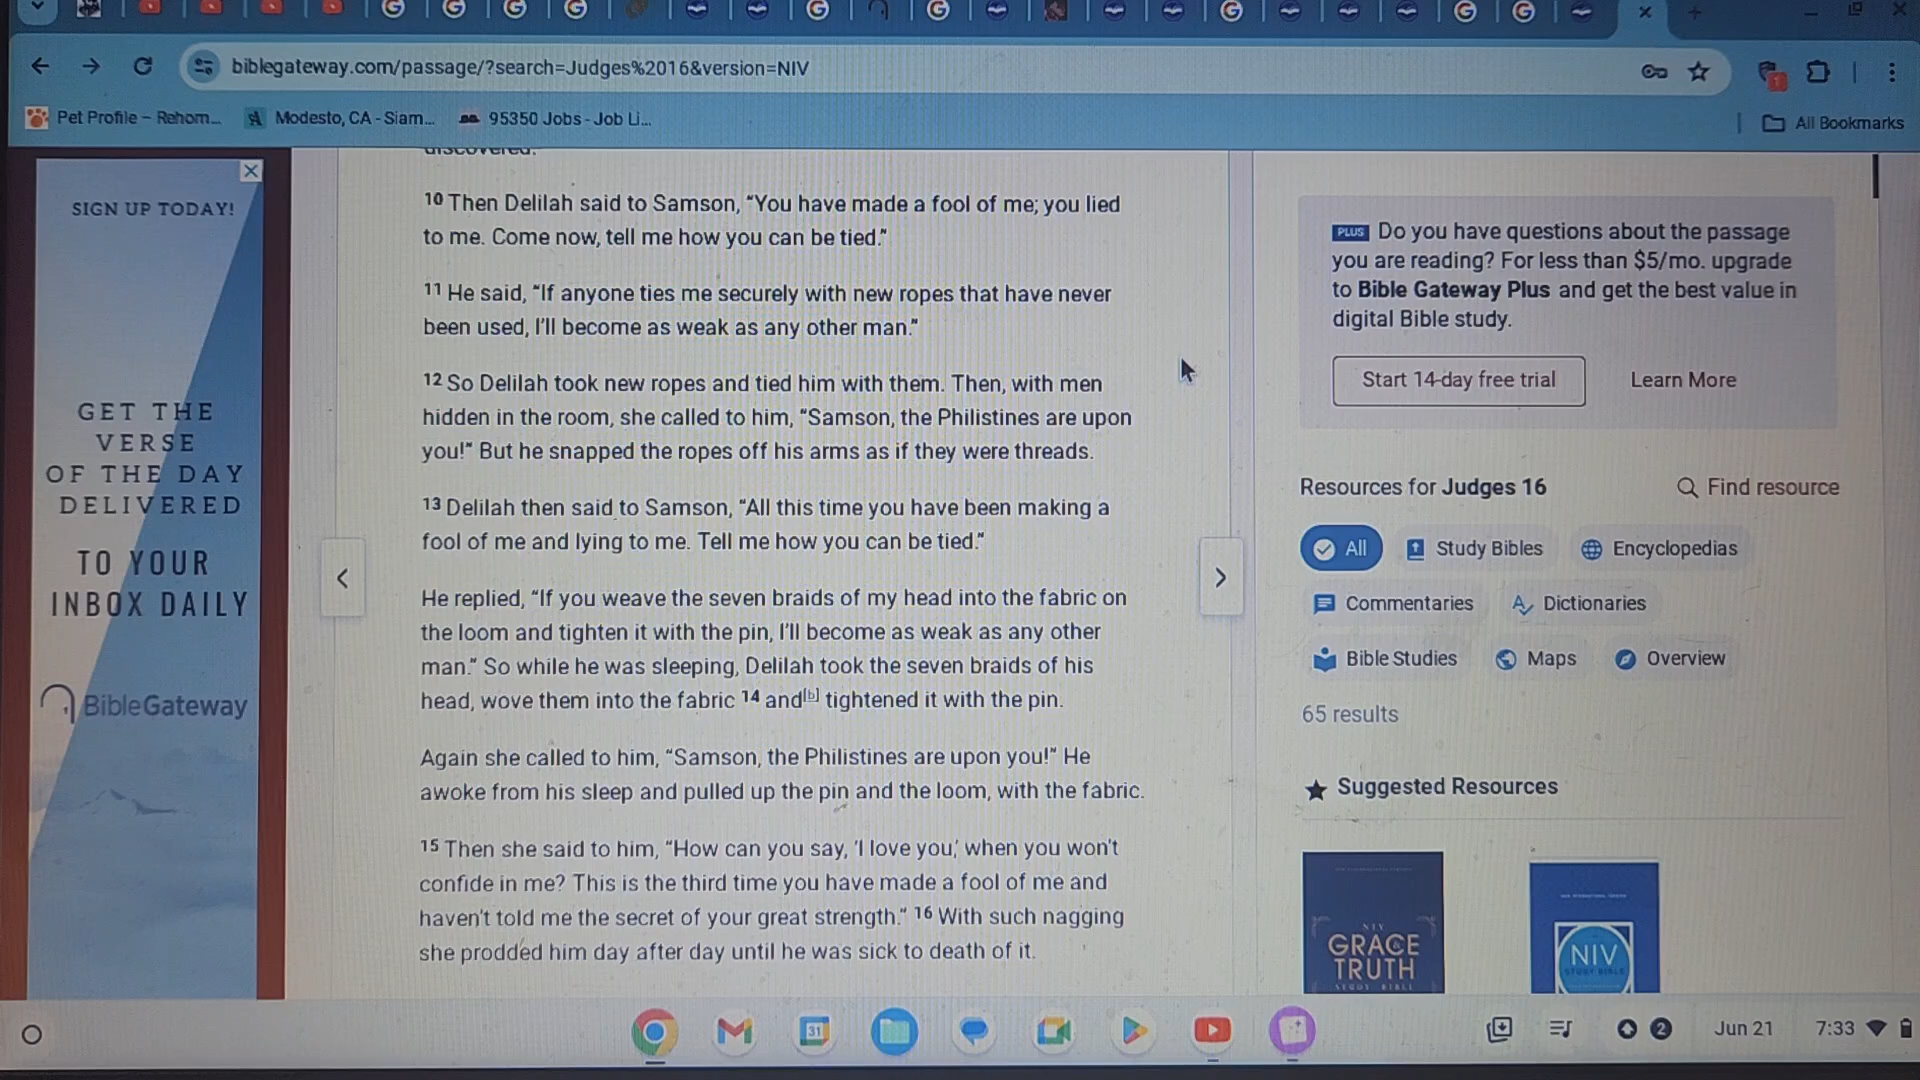 biblegateway.com/passage/?search=Judges%2016&version=NIV
Pet Profile – Rehom...
Modesto, CA - Siam...
95350 Jobs - Job Li...
All Bookmarks
SIGN UP TODAY!
GET THE
VERSE
OF THE DAY
DELIVERED
TO YOUR
INBOX DAILY
BibleGateway
discovered.
10 Then Delilah said to Samson, “You have made a fool of me; you lied
to me. Come now, tell me how you can be tied.”
11 He said, “If anyone ties me securely with new ropes that have never
been used, I’ll become as weak as any other man.”
12 So Delilah took new ropes and tied him with them. Then, with men
hidden in the room, she called to him, “Samson, the Philistines are upon
you!” But he snapped the ropes off his arms as if they were threads.
13 Delilah then said to Samson, “All this time you have been making a
fool of me and lying to me. Tell me how you can be tied.”
He replied, “If you weave the seven braids of my head into the fabric on
the loom and tighten it with the pin, I’ll become as weak as any other
man.” So while he was sleeping, Delilah took the seven braids of his
head, wove them into the fabric 14 and[b] tightened it with the pin.
Again she called to him, “Samson, the Philistines are upon you!” He
awoke from his sleep and pulled up the pin and the loom, with the fabric.
15 Then she said to him, “How can you say, ‘I love you,’ when you won’t
confide in me? This is the third time you have made a fool of me and
haven’t told me the secret of your great strength.” 16 With such nagging
she prodded him day after day until he was sick to death of it.
PLUS Do you have questions about the passage
you are reading? For less than $5/mo. upgrade
to Bible Gateway Plus and get the best value in
digital Bible study.
Start 14-day free trial
Learn More
Resources for Judges 16
Find resource
All
Study Bibles
Encyclopedias
Commentaries
Dictionaries
Bible Studies
Maps
Overview
65 results
Suggested Resources
NIV
GRACE
TRUTH
STUDY BIBLE
NIV
STUDY BIBLE
31
2
Jun 21
7:33